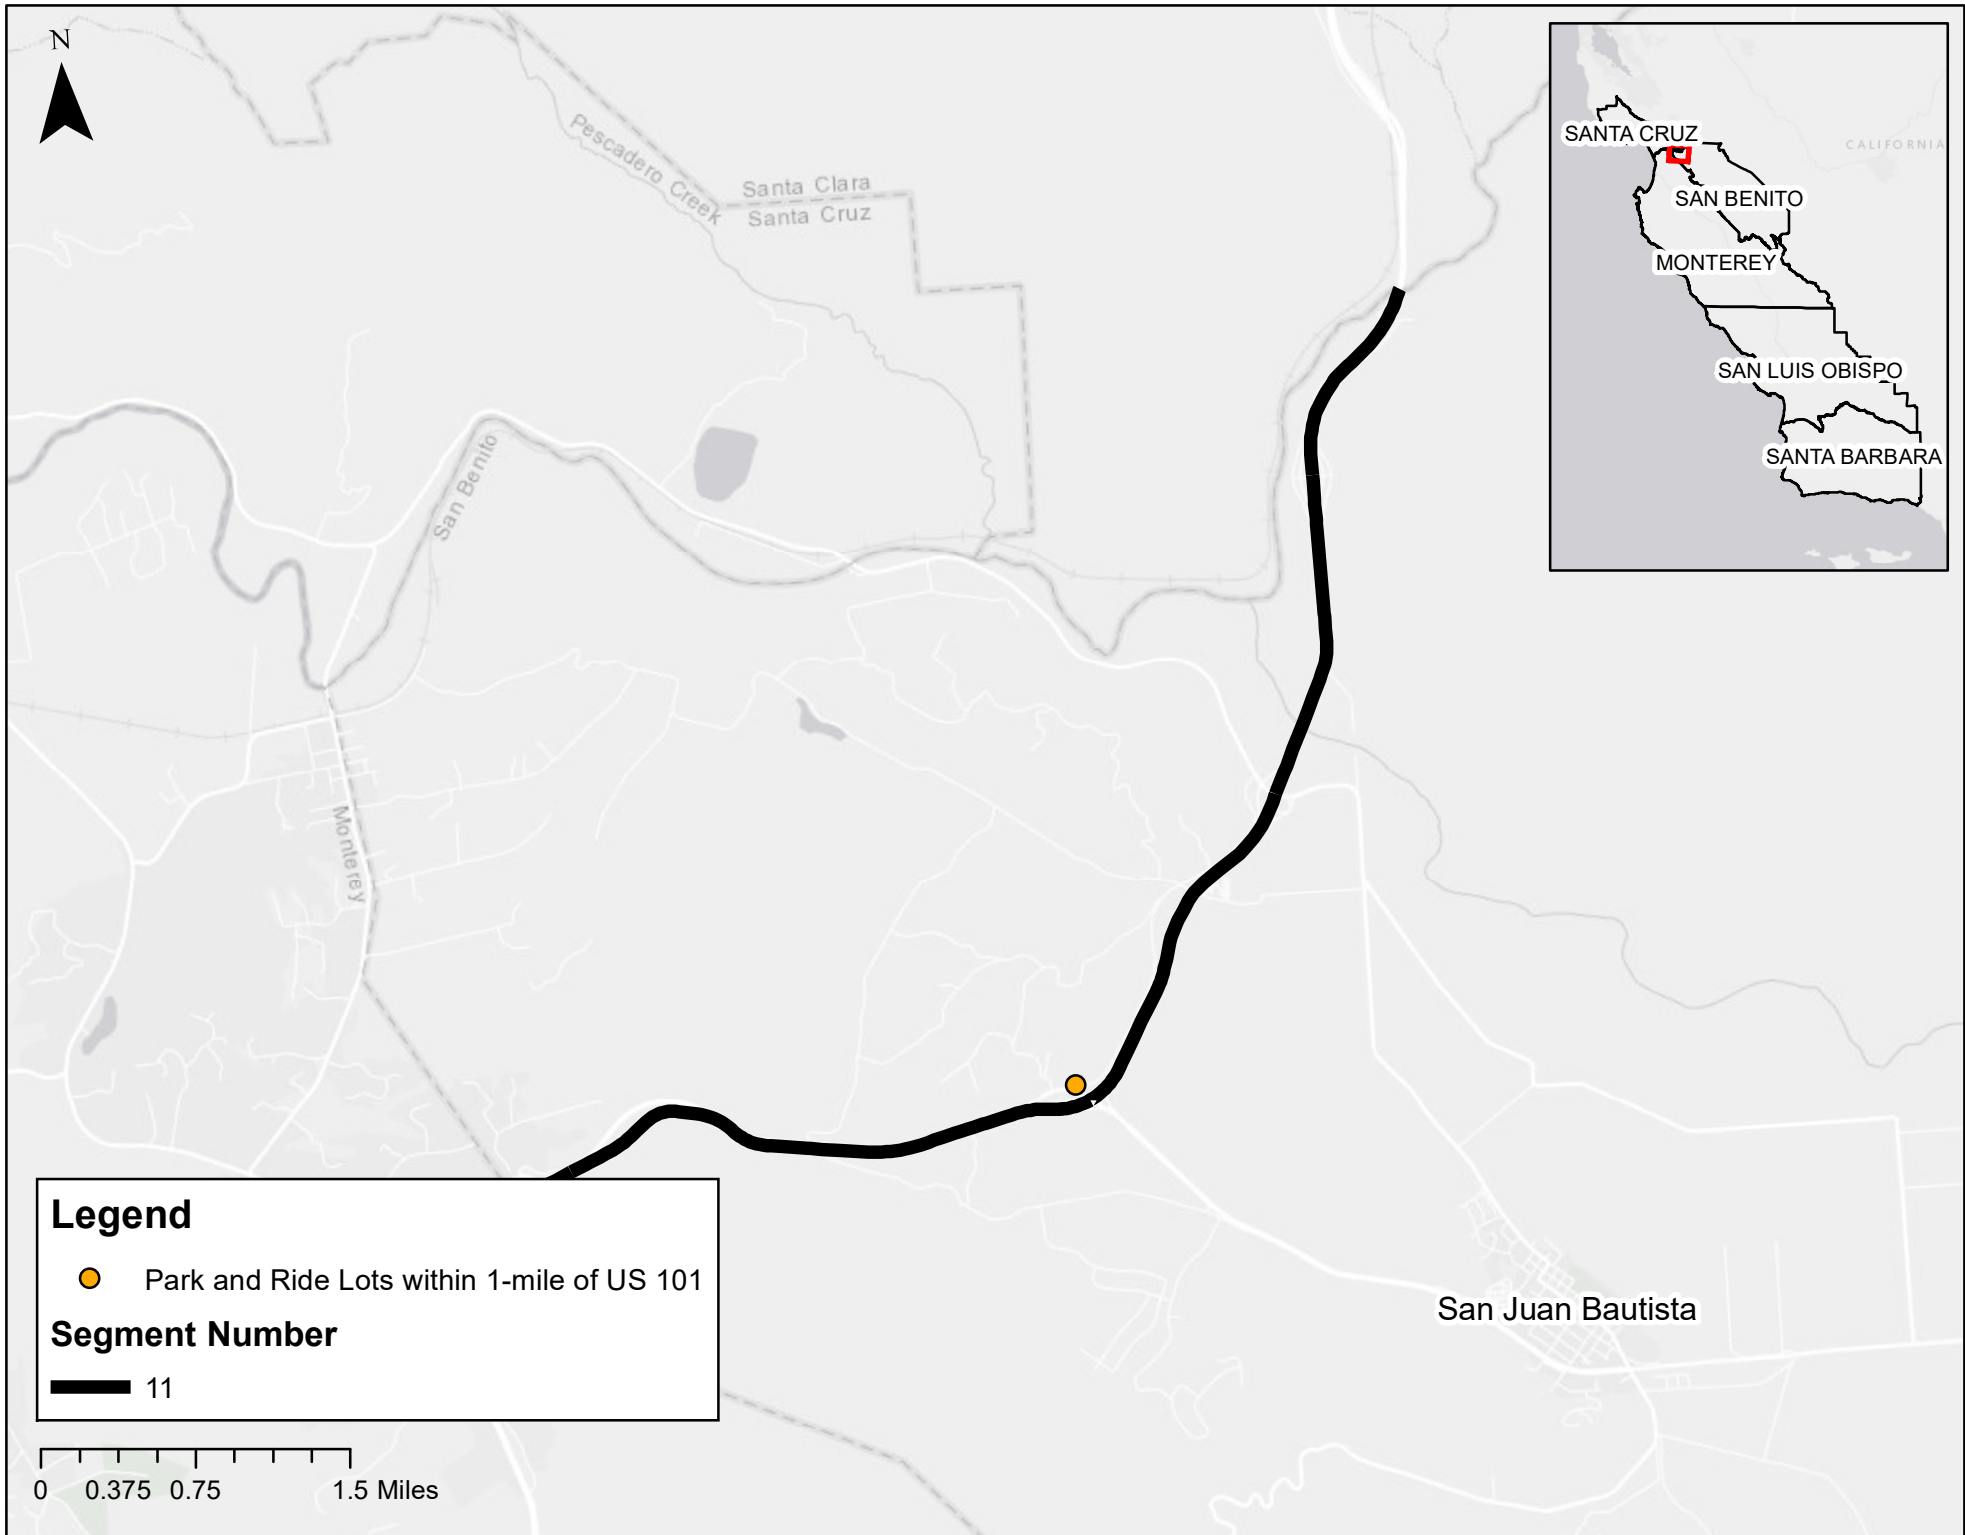 N
Pescadero Creek
Santa Clara
Santa Cruz
San Benito
Monterey
SANTA CRUZ
CALIFORNIA
SAN BENITO
MONTEREY
SAN LUIS OBISPO
SANTA BARBARA
San Juan Bautista
Legend
Park and Ride Lots within 1-mile of US 101
Segment Number
11
0 0.375 0.75 1.5 Miles